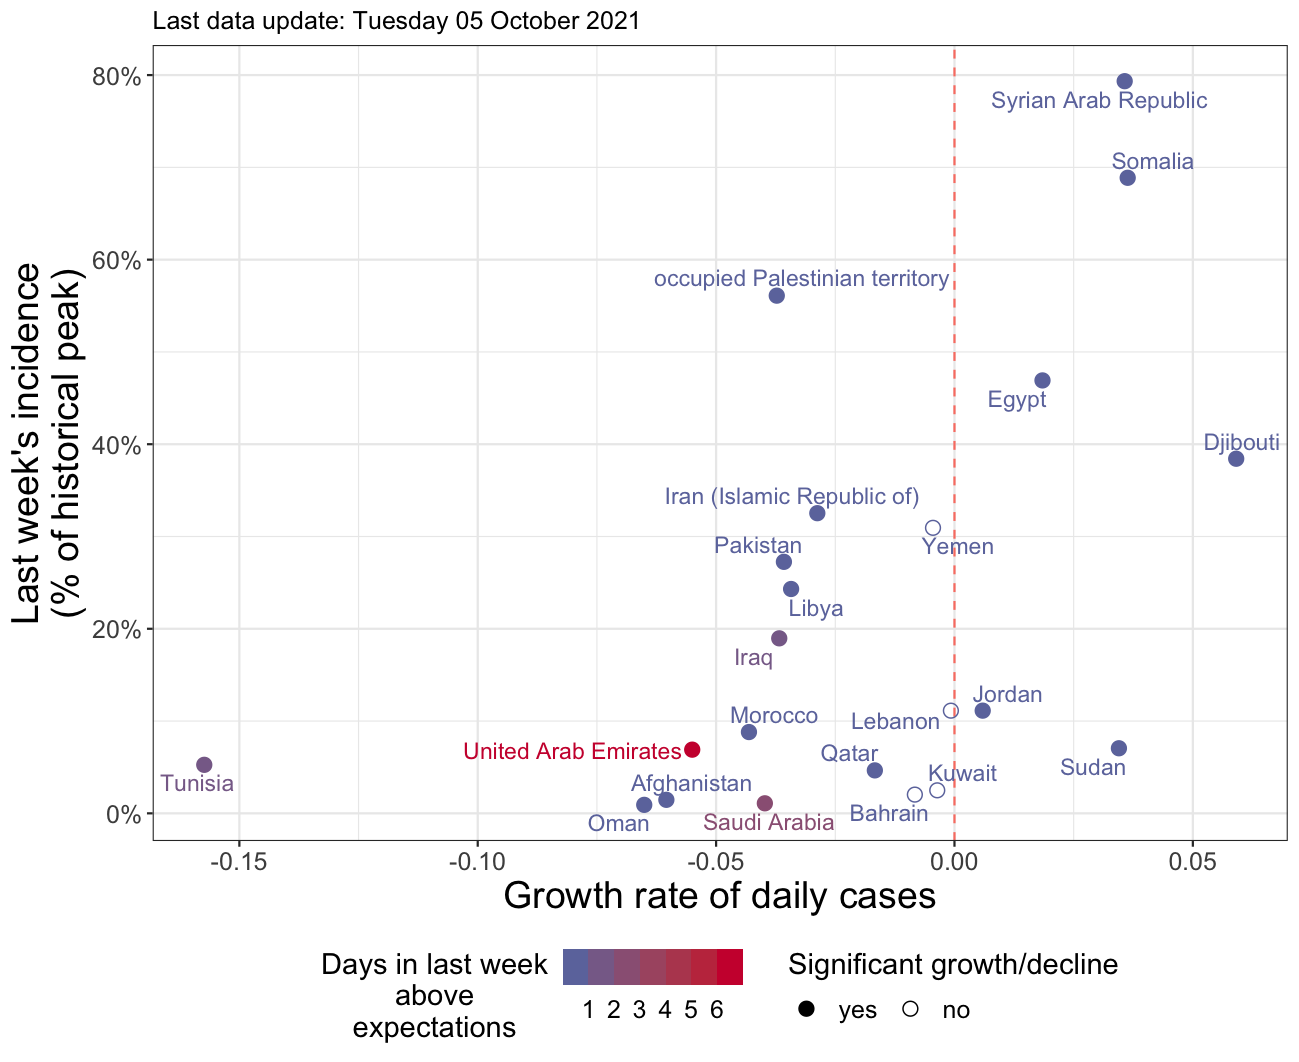 Last data update: Tuesday 05 October 2021
Last week's incidence
(% of historical peak)
80%
60%
40%
20%
0%
Syrian Arab Republic
Somalia
occupied Palestinian territory
Egypt
Djibouti
Iran (Islamic Republic of)
Yemen
Pakistan
Libya
Iraq
Jordan
Lebanon
Morocco
United Arab Emirates
Qatar
Sudan
Tunisia
Kuwait
Afghanistan
Bahrain
Oman
Saudi Arabia
-0.15 -0.10 -0.05 0.00 0.05
Growth rate of daily cases
Days in last week
above
expectations
1 2 3 4 5 6
Significant growth/decline
yes no